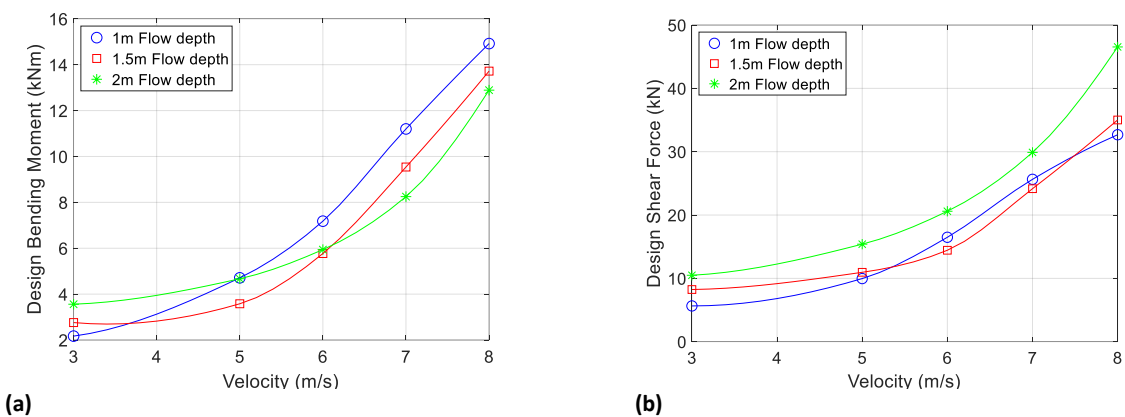 16
14
12
10
8
6
4
2
Design Bending Moment (kNm)
1m Flow depth
1.5m Flow depth
2m Flow depth
3 4 5 6 7 8
Velocity (m/s)
(a)
50
40
30
20
10
0
Design Shear Force (kN)
1m Flow depth
1.5m Flow depth
2m Flow depth
3 4 5 6 7 8
Velocity (m/s)
(b)